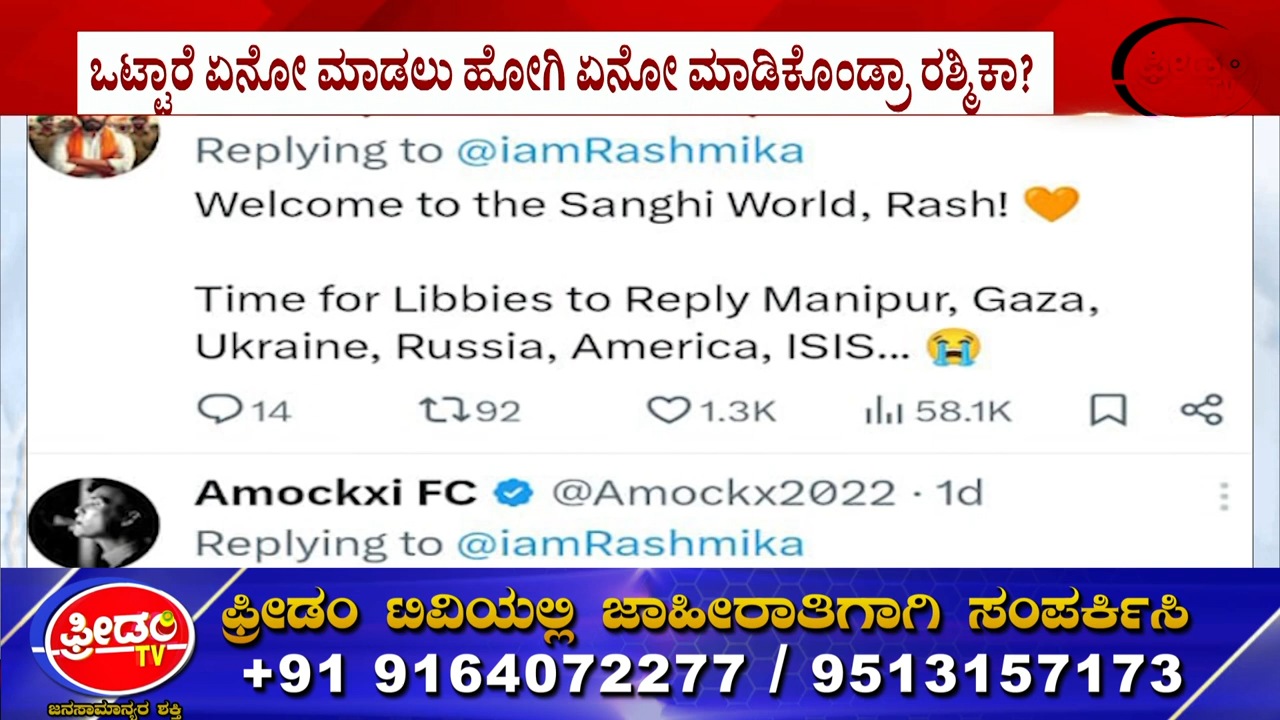 ಒಟ್ಟಾರೆ ಏನೋ ಮಾಡಲು ಹೋಗಿ ಏನೋ ಮಾಡಿಕೊಂಡ್ರಾ ರಶ್ಮಿಕಾ?
ಫ್ರೀಡಂ
Replying to @iamRashmika
Welcome to the Sanghi World, Rash! 🧡
Time for Libbies to Reply Manipur, Gaza,
Ukraine, Russia, America, ISIS... 😭
14 92 1.3K 58.1K
Amockxi FC @Amockx2022 · 1d
Replying to @iamRashmika
ಫ್ರೀಡಂ ಟಿವಿಯಲ್ಲಿ ಜಾಹೀರಾತಿಗಾಗಿ ಸಂಪರ್ಕಿಸಿ
+91 9164072277 / 9513157173
ಫ್ರೀಡಂ
TV
ಜನಸಾಮಾನ್ಯರ ಶಕ್ತಿ